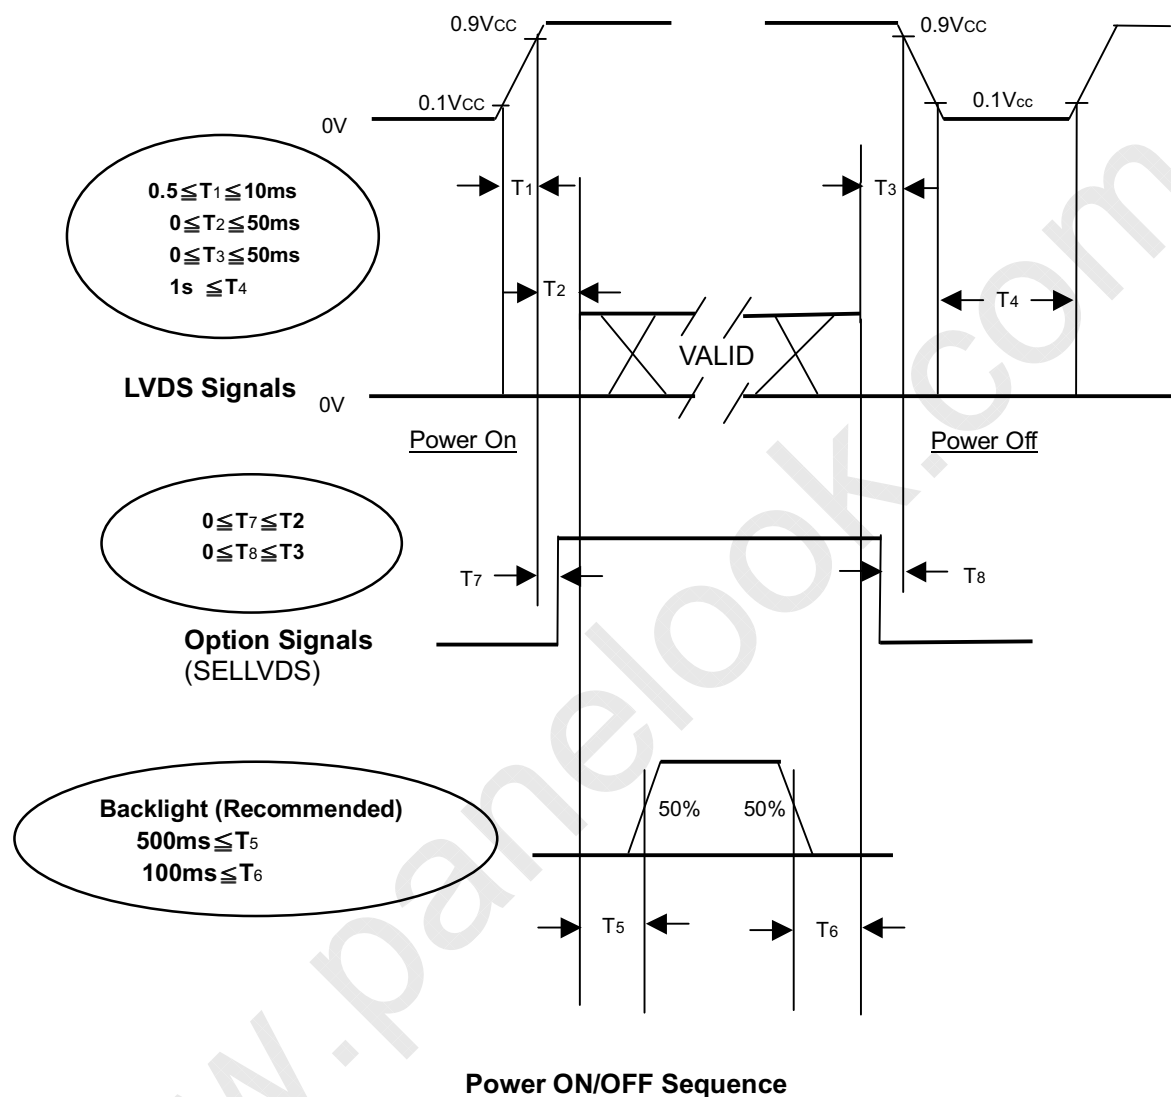 0.9VCC
0.9VCC
0.1VCC
0.1Vcc
0V
0.5≦T1≦10ms
0≦T2≦50ms
0≦T3≦50ms
1s ≦T4
T1
T3
T2
T4
VALID
LVDS Signals
0V
Power On
Power Off
0≦T7≦T2
0≦T8≦T3
T7
T8
Option Signals
(SELLVDS)
Backlight (Recommended)
500ms≦T5
100ms≦T6
50%
50%
T5
T6
Power ON/OFF Sequence
w.panelook.com